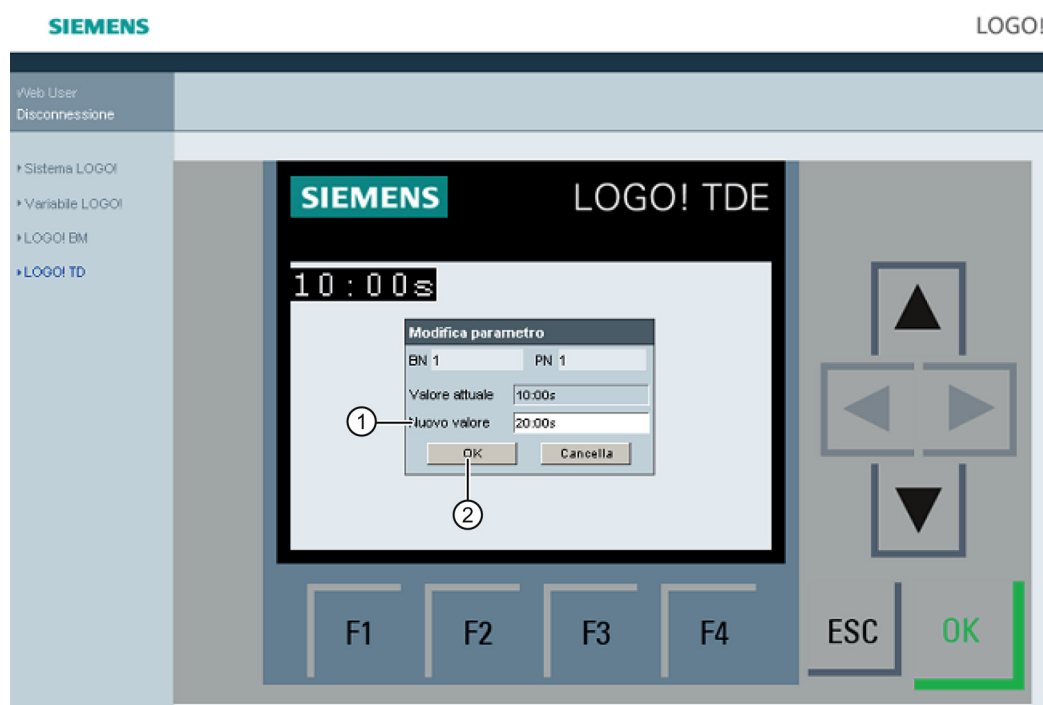 SIEMENS
LOGO!
Web User
Disconnessione
Sistema LOGO!
Variabile LOGO!
LOGO! BM
LOGO! TD
SIEMENS LOGO! TDE
10:00s
Modifica parametro
BN 1 PN 1
Valore attuale 10:00s
1 Nuovo valore 20:00s
OK Cancella
2
F1 F2 F3 F4 ESC OK